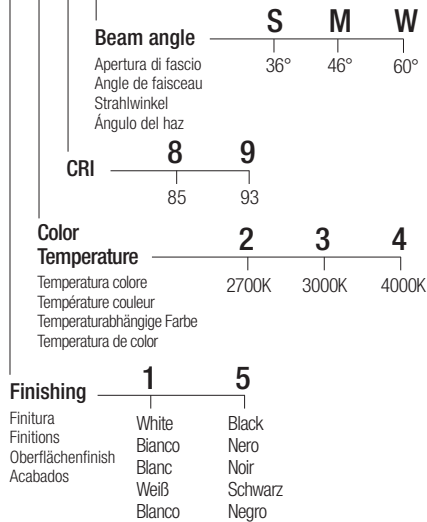 S M W
Beam angle
36° 46° 60°
Apertura di fascio
Angle de faisceau
Strahlwinkel
Ángulo del haz
8 9
CRI
85 93
Color
Temperature
2 3 4
2700K 3000K 4000K
Temperatura colore
Température couleur
Temperaturabhängige Farbe
Temperatura de color
1 5
Finishing
Finitura
Finitions
Oberflächenfinish
Acabados
White Black
Bianco Nero
Blanc Noir
Weiß Schwarz
Blanco Negro